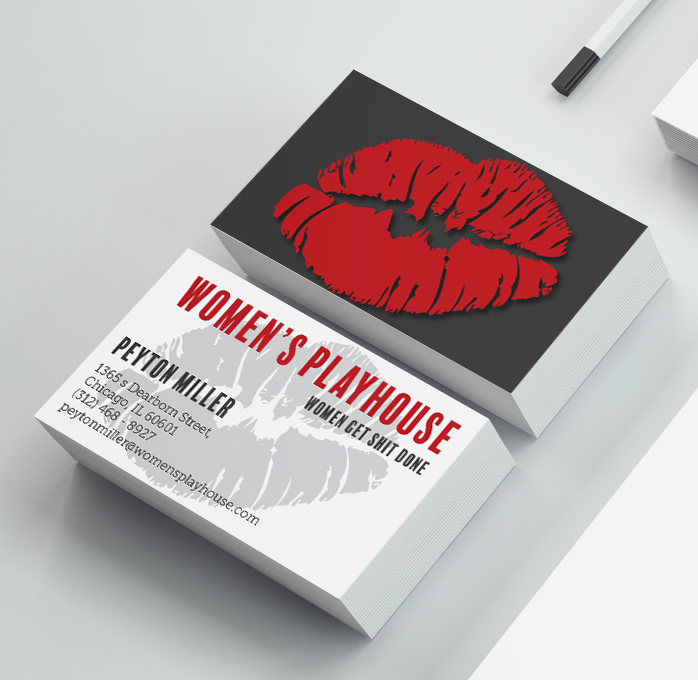 WOMEN'S PLAYHOUSE
WOMEN GET SHIT DONE
PEYTON MILLER
1365 s Dearborn Street,
Chicago, IL 60601
(312) 468 - 8927
peytonmiller@womensplayhouse.com